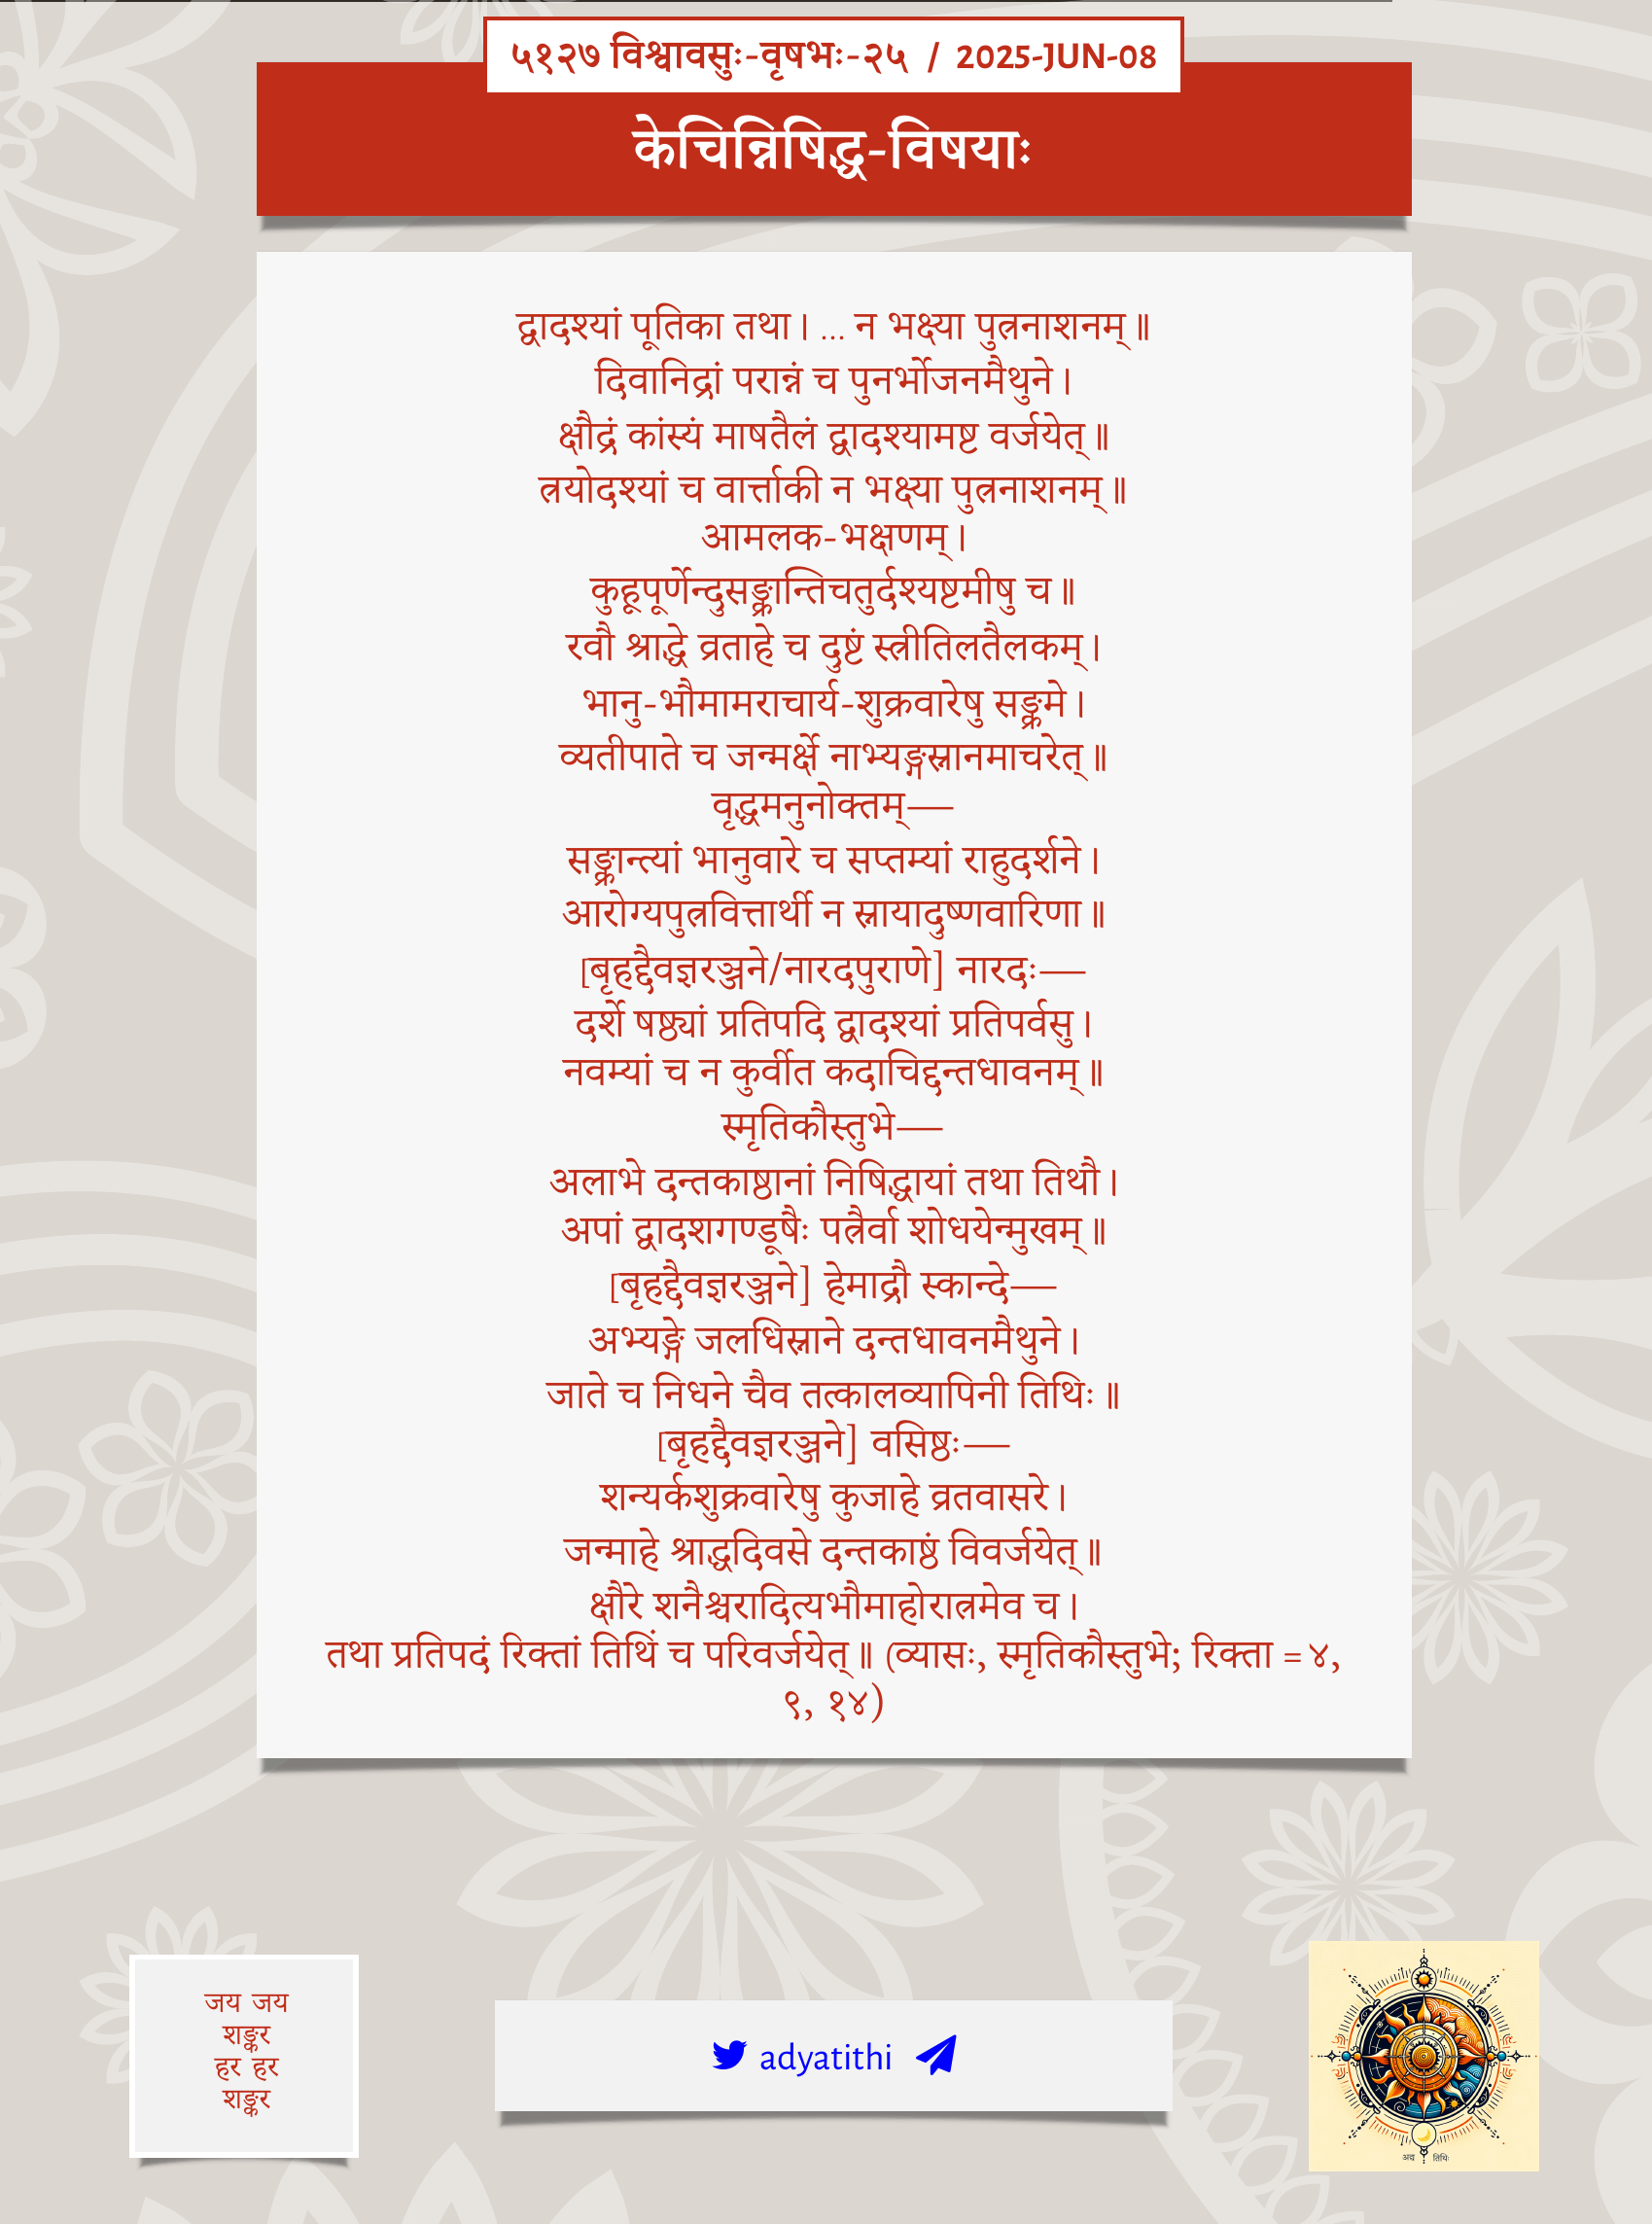 ५१२७ विश्वावसुः-वृषभः-२५ / 2025-JUN-08
केचिन्निषिद्ध-विषयाः
द्वादश्यां पूतिका तथा। … न भक्ष्या पुत्रनाशनम्॥
दिवानिद्रां परान्नं च पुनर्भोजनमैथुने।
क्षौद्रं कांस्यं माषतैलं द्वादश्यामष्ट वर्जयेत्॥
त्रयोदश्यां च वार्त्ताकी न भक्ष्या पुत्रनाशनम्॥
आमलक-भक्षणम्।
कुहूपूर्णेन्दुसङ्क्रान्तिचतुर्दश्यष्टमीषु च॥
रवौ श्राद्धे व्रताहे च दुष्टं स्त्रीतिलतैलकम्।
भानु-भौमामराचार्य-शुक्रवारेषु सङ्क्रमे।
व्यतीपाते च जन्मर्क्षे नाभ्यङ्गस्नानमाचरेत्॥
वृद्धमनुनोक्तम्—
सङ्क्रान्त्यां भानुवारे च सप्तम्यां राहुदर्शने।
आरोग्यपुत्रवित्तार्थी न स्नायादुष्णवारिणा॥
[बृहद्दैवज्ञरञ्जने/नारदपुराणे] नारदः—
दर्शे षष्ठ्यां प्रतिपदि द्वादश्यां प्रतिपर्वसु।
नवम्यां च न कुर्वीत कदाचिद्दन्तधावनम्॥
स्मृतिकौस्तुभे—
अलाभे दन्तकाष्ठानां निषिद्धायां तथा तिथौ।
अपां द्वादशगण्डूषैः पत्रैर्वा शोधयेन्मुखम्॥
[बृहद्दैवज्ञरञ्जने] हेमाद्रौ स्कान्दे—
अभ्यङ्गे जलधिस्नाने दन्तधावनमैथुने।
जाते च निधने चैव तत्कालव्यापिनी तिथिः॥
[बृहद्दैवज्ञरञ्जने] वसिष्ठः—
शन्यर्कशुक्रवारेषु कुजाहे व्रतवासरे।
जन्माहे श्राद्धदिवसे दन्तकाष्ठं विवर्जयेत्॥
क्षौरे शनैश्चरादित्यभौमाहोरात्रमेव च।
तथा प्रतिपदं रिक्तां तिथिं च परिवर्जयेत्॥ (व्यासः, स्मृतिकौस्तुभे; रिक्ता = ४,
९, १४)
जय जय
शङ्कर
हर हर
शङ्कर
adyatithi
अद्य तिथिः